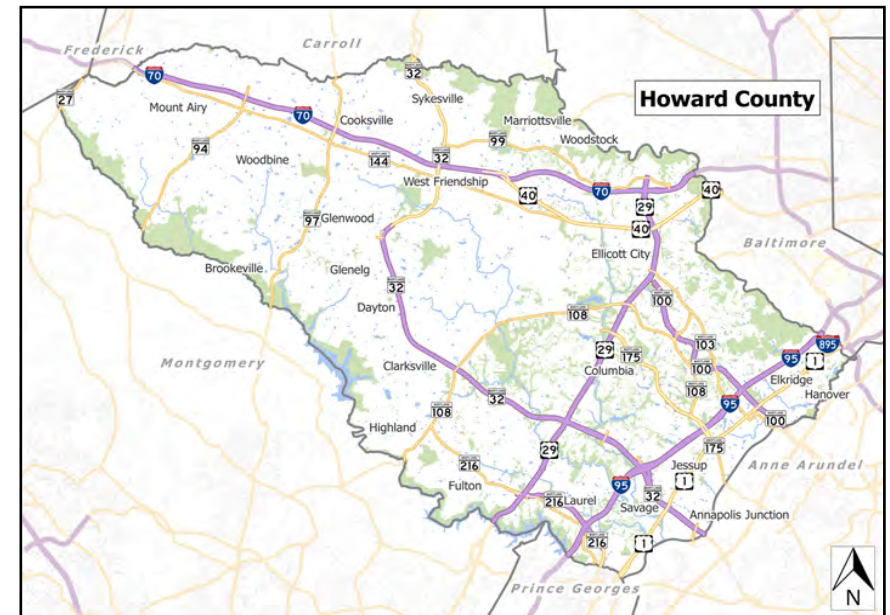 Carroll
Frederick
Howard County
70
32
27
Mount Airy
Sykesville
70
Cooksville
Marriottsville
99
Woodstock
94
Woodbine
MARYLAND
144
32
West Friendship
70
40
40
29
97
Glenwood
40
Baltimore
Ellicott City
Brookeville
Glenelg
32
100
Dayton
108
103
895
Montgomery
29
175
95
1
Clarksville
Columbia
100
Elkridge
32
108
Hanover
108
95
100
Highland
29
175
216
Jessup
Anne Arundel
Fulton
95
1
216
Laurel
32
Savage
Annapolis Junction
216
1
Prince Georges
N